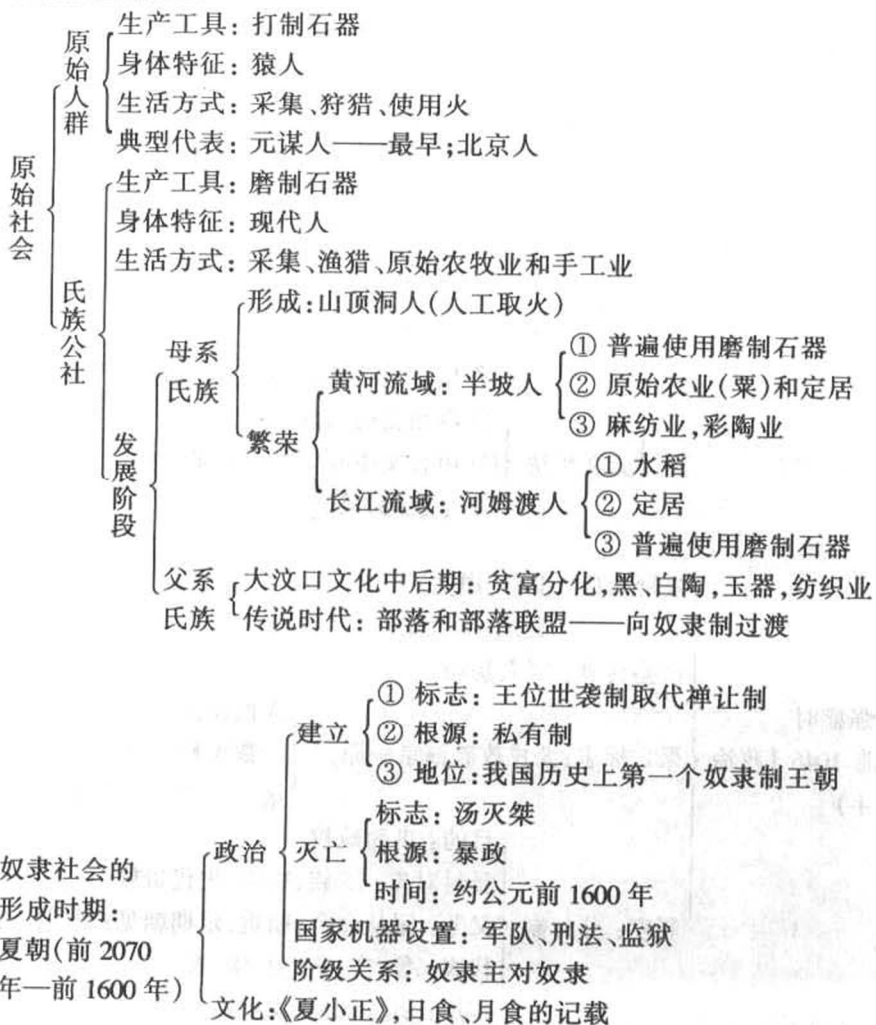 原始社会
原始人群
生产工具：打制石器
身体特征：猿人
生活方式：采集、狩猎、使用火
典型代表：元谋人——最早；北京人
氏族公社
生产工具：磨制石器
身体特征：现代人
生活方式：采集、渔猎、原始农牧业和手工业
发展阶段
母系
氏族
形成：山顶洞人（人工取火）
繁荣
黄河流域：半坡人
① 普遍使用磨制石器
② 原始农业（粟）和定居
③ 麻纺业，彩陶业
长江流域：河姆渡人
① 水稻
② 定居
③ 普遍使用磨制石器
父系
氏族
大汶口文化中后期：贫富分化，黑、白陶，玉器，纺织业
传说时代：部落和部落联盟——向奴隶制过渡
奴隶社会的
形成时期：
夏朝（前 2070
年—前 1600 年）
政治
建立
① 标志：王位世袭制取代禅让制
② 根源：私有制
③ 地位：我国历史上第一个奴隶制王朝
灭亡
标志：汤灭桀
根源：暴政
时间：约公元前 1600 年
国家机器设置：军队、刑法、监狱
阶级关系：奴隶主对奴隶
文化：《夏小正》，日食、月食的记载